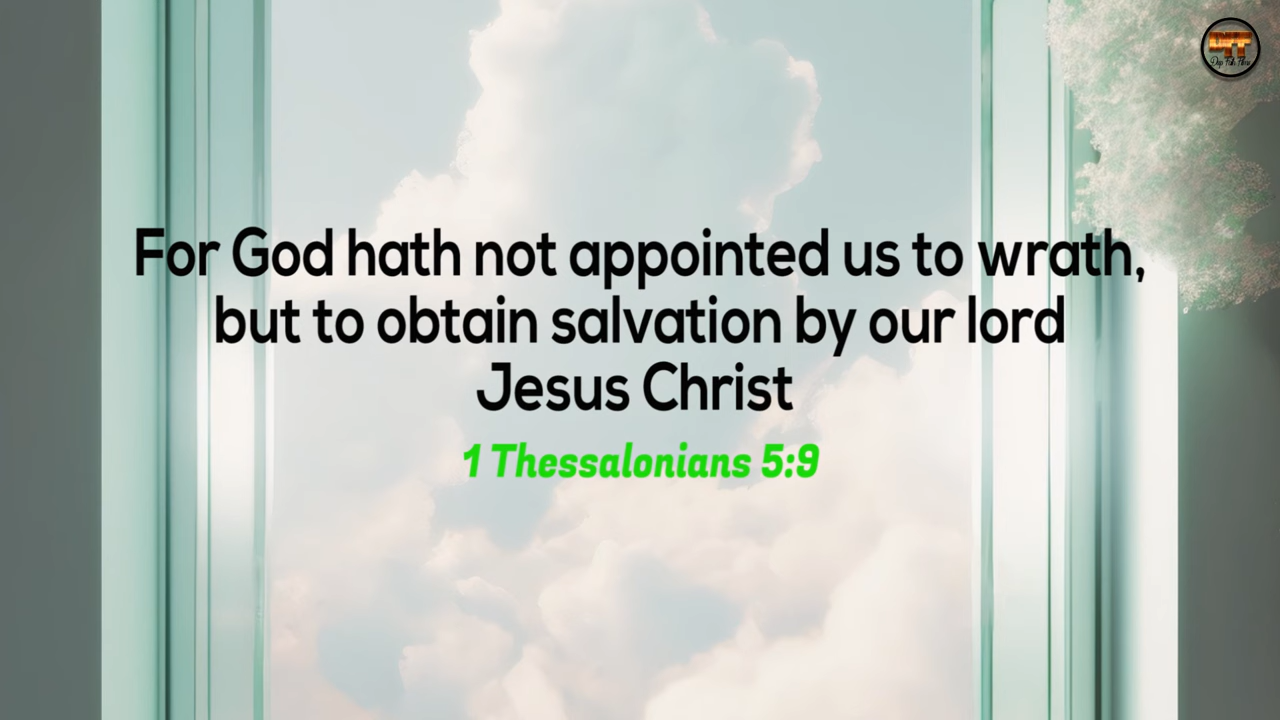 DFT
For God hath not appointed us to wrath,
but to obtain salvation by our lord
Jesus Christ
1 Thessalonians 5:9